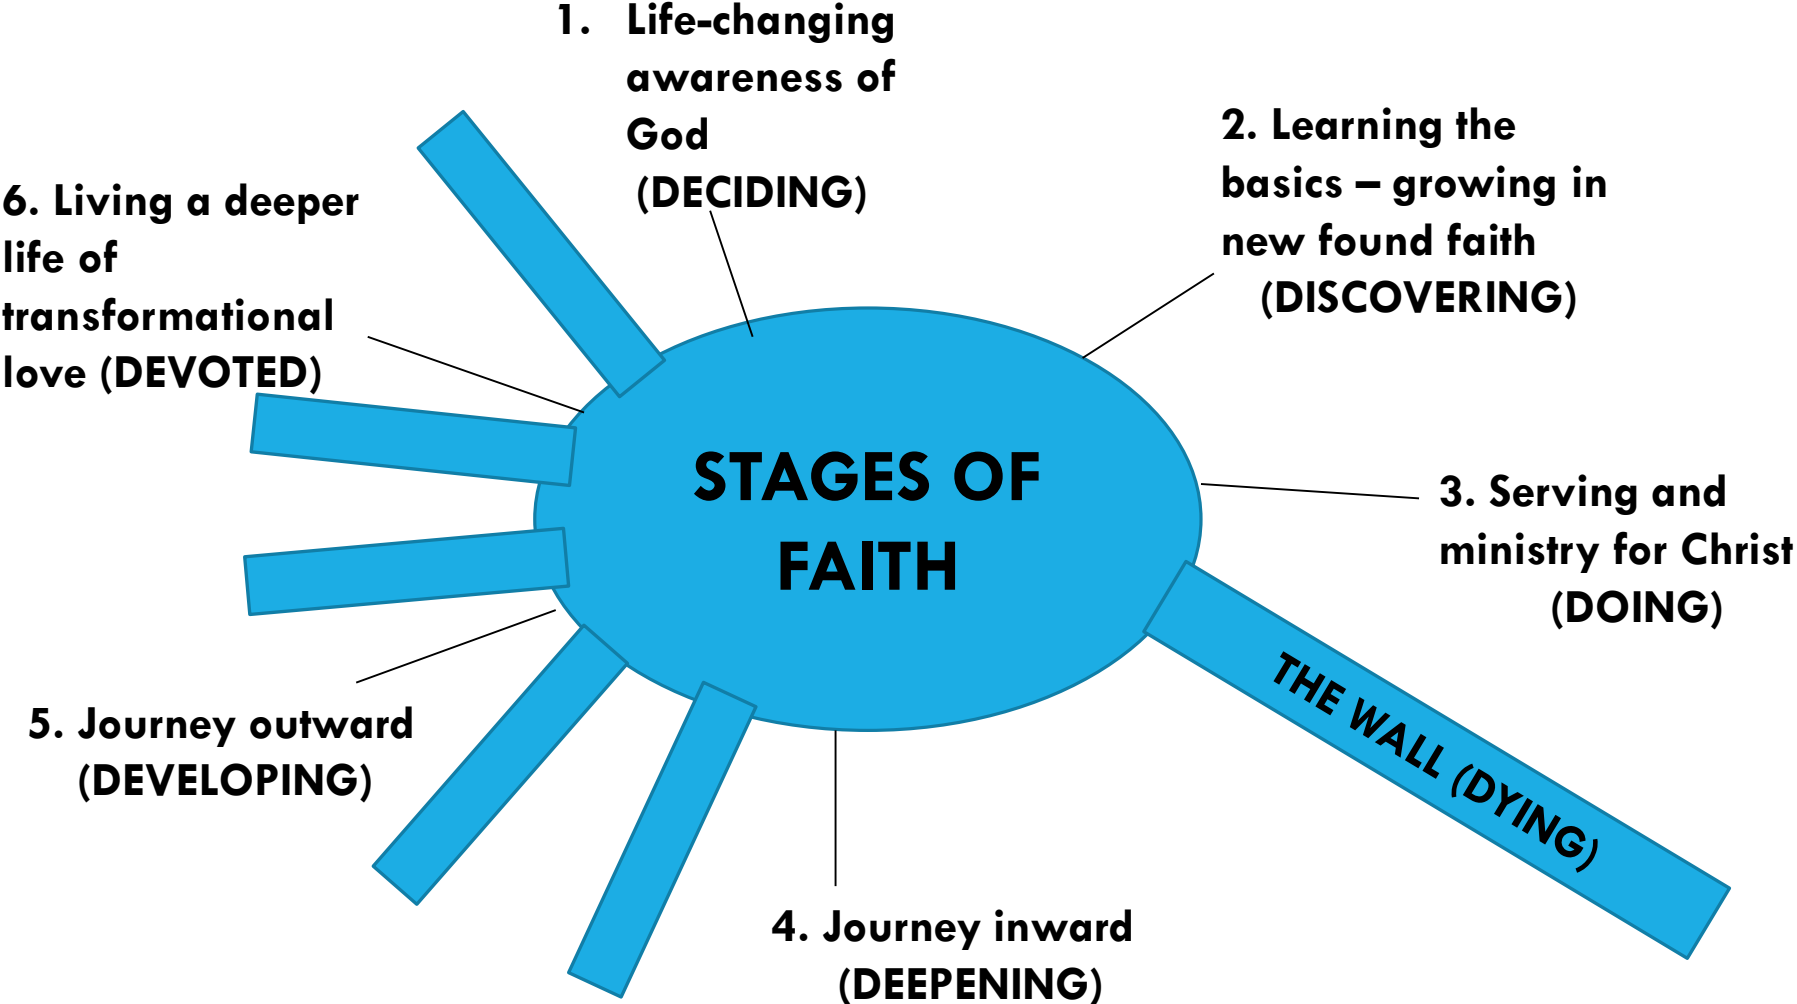 1. Life-changing
awareness of
God
(DECIDING)
2. Learning the
basics – growing in
new found faith
(DISCOVERING)
6. Living a deeper
life of
transformational
love (DEVOTED)
STAGES OF
FAITH
3. Serving and
ministry for Christ
(DOING)
THE WALL (DYING)
5. Journey outward
(DEVELOPING)
4. Journey inward
(DEEPENING)